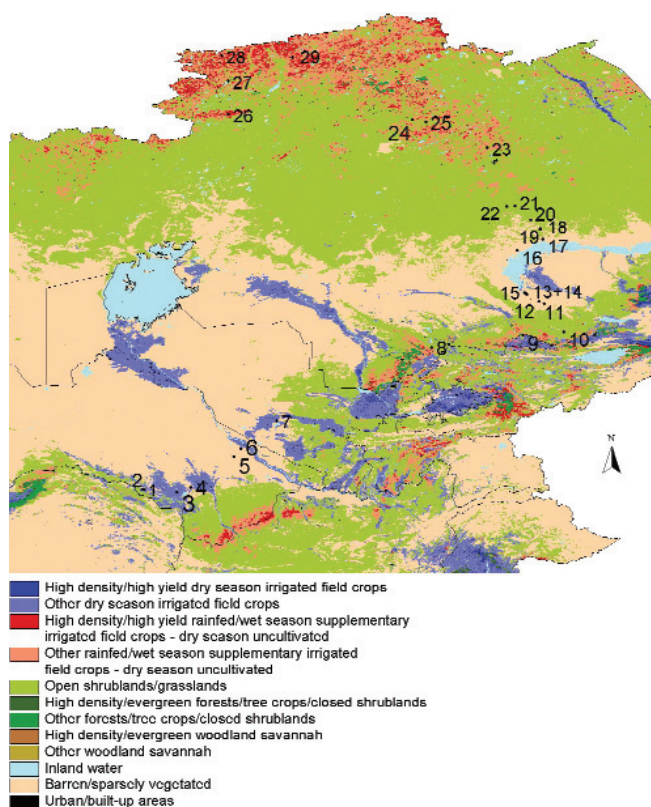 28
29
27
26
24
25
23
22
21
20
18
19
17
16
15
13+14
12
11
8
9
10
7
N
6
5
2
1
4
3
High density/high yield dry season irrigated field crops
Other dry season irrigated field crops
High density/high yield rainfed/wet season supplementary
irrigated field crops - dry season uncultivated
Other rainfed/wet season supplementary irrigated
field crops - dry season uncultivated
Open shrublands/grasslands
High density/evergreen forests/tree crops/closed shrublands
Other forests/tree crops/closed shrublands
High density/evergreen woodland savannah
Other woodland savannah
Inland water
Barren/sparsely vegetated
Urban/built-up areas